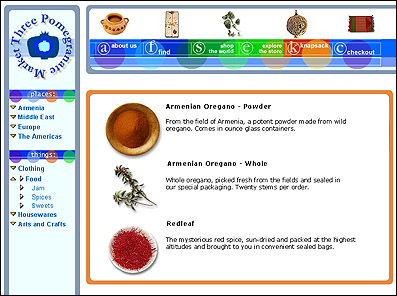 Three Pomegranate Market
a about us
f find
s shop the world
e explore the store
k knapsack
c checkout
places:
Armenia
Middle East
Europe
The Americas
things:
Clothing
Food
Jam
Spices
Sweets
Housewares
Arts and Crafts
Armenian Oregano - Powder
From the field of Armenia, a potent powder made from wild
oregano. Comes in ounce glass containers.
Armenian Oregano - Whole
Whole oregano, picked fresh from the fields and sealed in
our special packaging. Twenty stems per order.
Redleaf
The mysterious red spice, sun-dried and packed at the highest
altitudes and brought to you in convenient sealed bags.